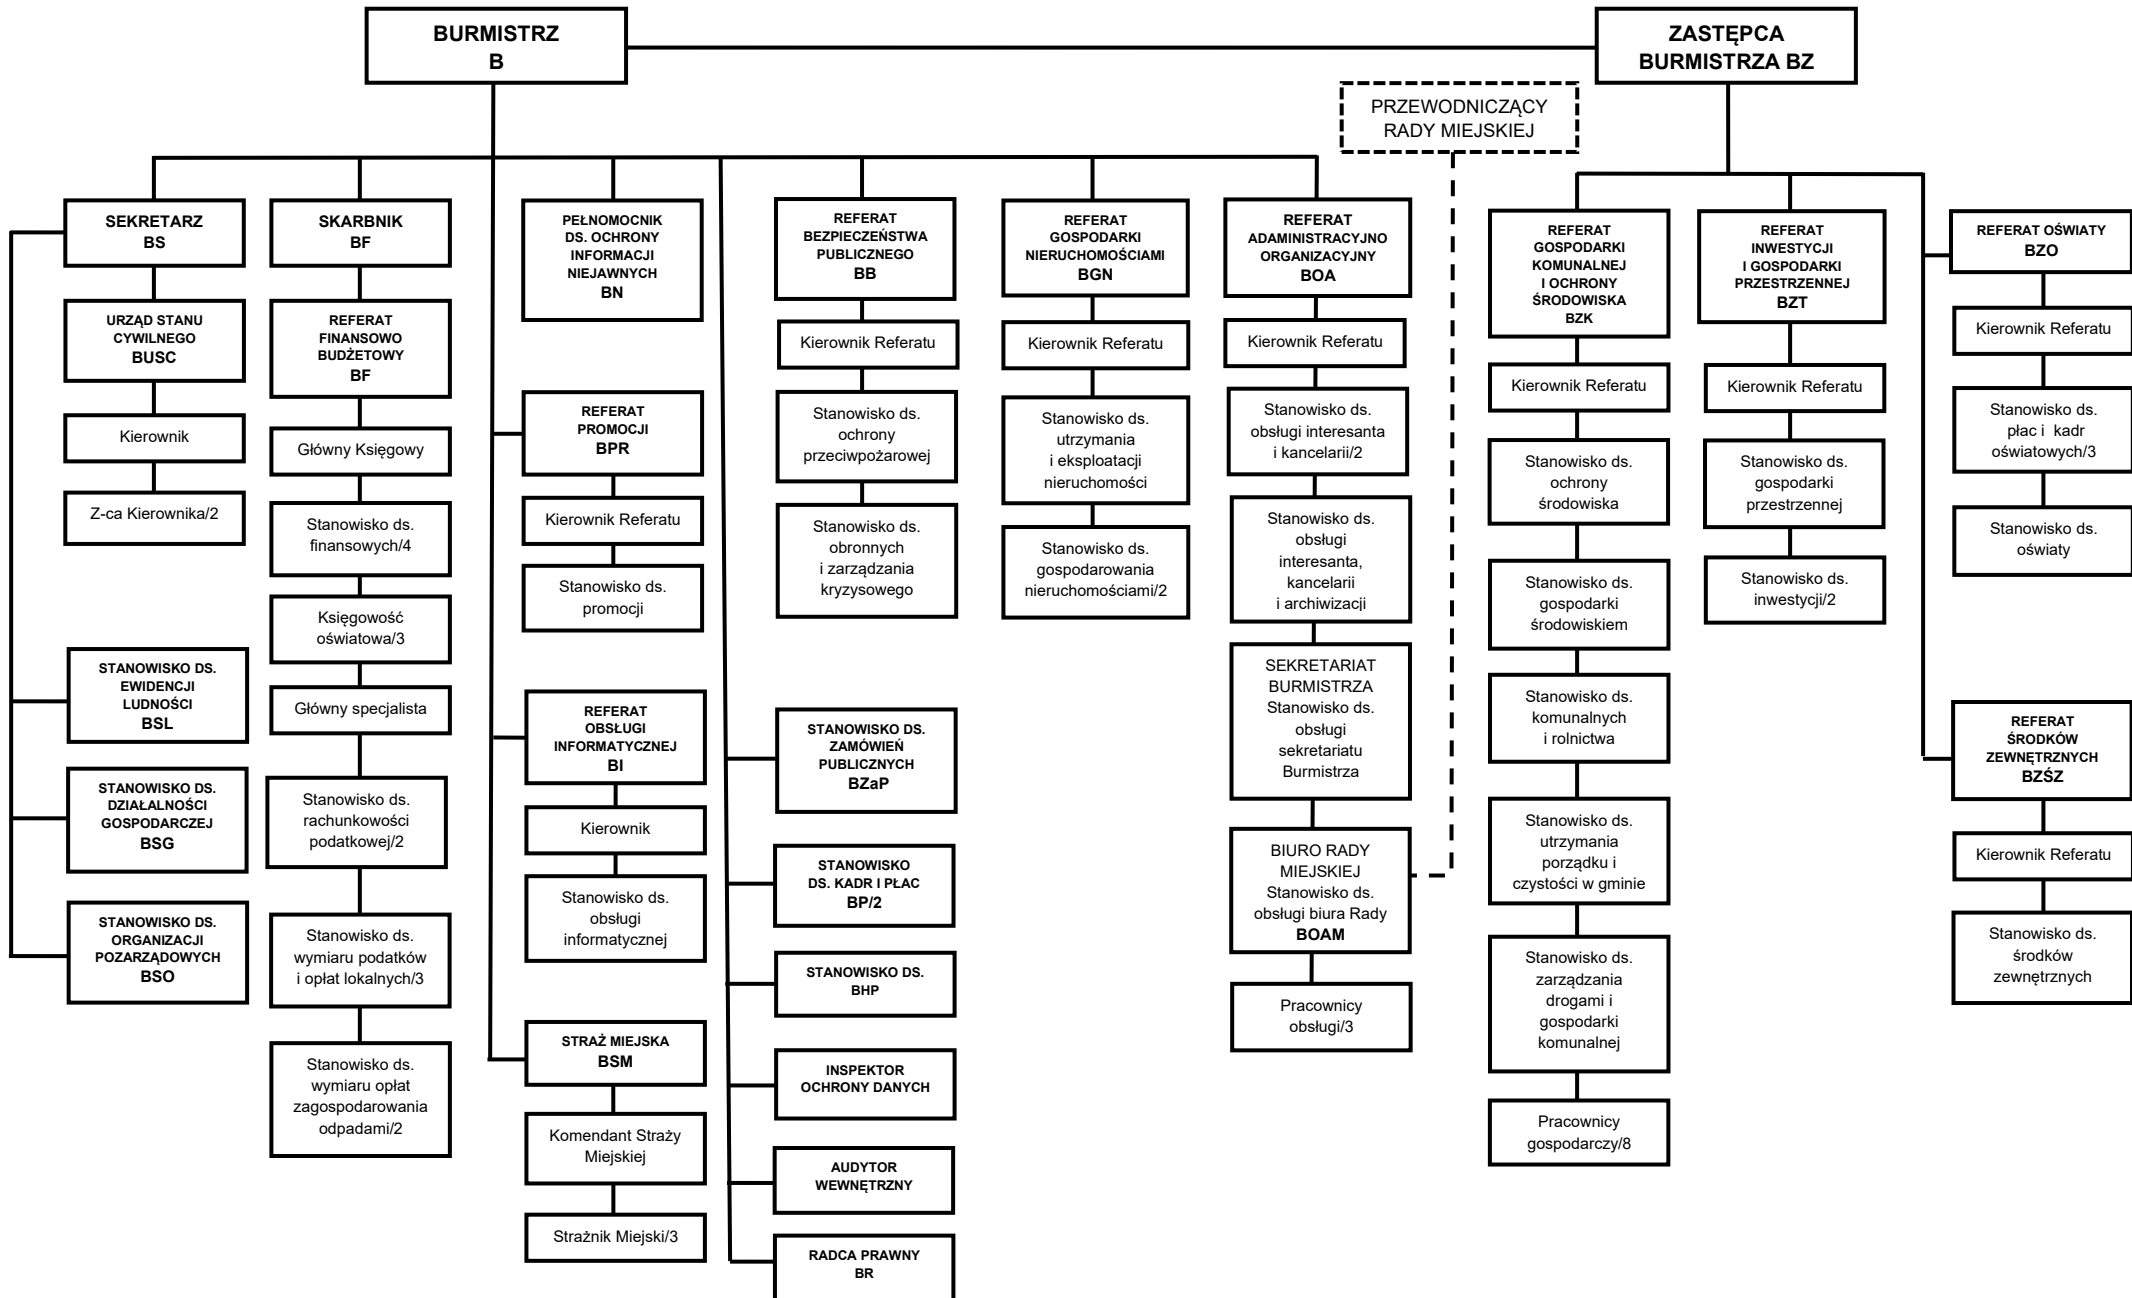 BURMISTRZ
B
ZASTĘPCA
BURMISTRZA BZ
PRZEWODNICZĄCY
RADY MIEJSKIEJ
SEKRETARZ
BS
URZĄD STANU
CYWILNEGO
BUSC
Kierownik
Z-ca Kierownika/2
STANOWISKO DS.
EWIDENCJI
LUDNOŚCI
BSL
STANOWISKO DS.
DZIAŁALNOŚCI
GOSPODARCZEJ
BSG
STANOWISKO DS.
ORGANIZACJI
POZARZĄDOWYCH
BSO
SKARBNIK
BF
REFERAT
FINANSOWO
BUDŻETOWY
BF
Główny Księgowy
Stanowisko ds.
finansowych/4
Księgowość
oświatowa/3
Główny specjalista
Stanowisko ds.
rachunkowości
podatkowej/2
Stanowisko ds.
wymiaru podatków
i opłat lokalnych/3
Stanowisko ds.
wymiaru opłat
zagospodarowania
odpadami/2
PEŁNOMOCNIK
DS. OCHRONY
INFORMACJI
NIEJAWNYCH
BN
REFERAT
PROMOCJI
BPR
Kierownik Referatu
Stanowisko ds.
promocji
REFERAT
OBSŁUGI
INFORMATYCZNEJ
BI
Kierownik
Stanowisko ds.
obsługi
informatycznej
STRAŻ MIEJSKA
BSM
Komendant Straży
Miejskiej
Strażnik Miejski/3
REFERAT
BEZPIECZEŃSTWA
PUBLICZNEGO
BB
Kierownik Referatu
Stanowisko ds.
ochrony
przeciwpożarowej
Stanowisko ds.
obronnych
i zarządzania
kryzysowego
STANOWISKO DS.
ZAMÓWIEŃ
PUBLICZNYCH
BZaP
STANOWISKO
DS. KADR I PŁAC
BP/2
STANOWISKO DS.
BHP
INSPEKTOR
OCHRONY DANYCH
AUDYTOR
WEWNĘTRZNY
RADCA PRAWNY
BR
REFERAT
GOSPODARKI
NIERUCHOMOŚCIAMI
BGN
Kierownik Referatu
Stanowisko ds.
utrzymania
i eksploatacji
nieruchomości
Stanowisko ds.
gospodarowania
nieruchomościami/2
REFERAT
ADAMINISTRACYJNO
ORGANIZACYJNY
BOA
Kierownik Referatu
Stanowisko ds.
obsługi interesanta
i kancelarii/2
Stanowisko ds.
obsługi
interesanta,
kancelarii
i archiwizacji
SEKRETARIAT
BURMISTRZA
Stanowisko ds.
obsługi
sekretariatu
Burmistrza
BIURO RADY
MIEJSKIEJ
Stanowisko ds.
obsługi biura Rady
BOAM
Pracownicy
obsługi/3
REFERAT
GOSPODARKI
KOMUNALNEJ
I OCHRONY
ŚRODOWISKA
BZK
Kierownik Referatu
Stanowisko ds.
ochrony
środowiska
Stanowisko ds.
gospodarki
środowiskiem
Stanowisko ds.
komunalnych
i rolnictwa
Stanowisko ds.
utrzymania
porządku i
czystości w gminie
Stanowisko ds.
zarządzania
drogami i
gospodarki
komunalnej
Pracownicy
gospodarczy/8
REFERAT
INWESTYCJI
I GOSPODARKI
PRZESTRZENNEJ
BZT
Kierownik Referatu
Stanowisko ds.
gospodarki
przestrzennej
Stanowisko ds.
inwestycji/2
REFERAT OŚWIATY
BZO
Kierownik Referatu
Stanowisko ds.
płac i kadr
oświatowych/3
Stanowisko ds.
oświaty
REFERAT
ŚRODKÓW
ZEWNĘTRZNYCH
BZŚZ
Kierownik Referatu
Stanowisko ds.
środków
zewnętrznych